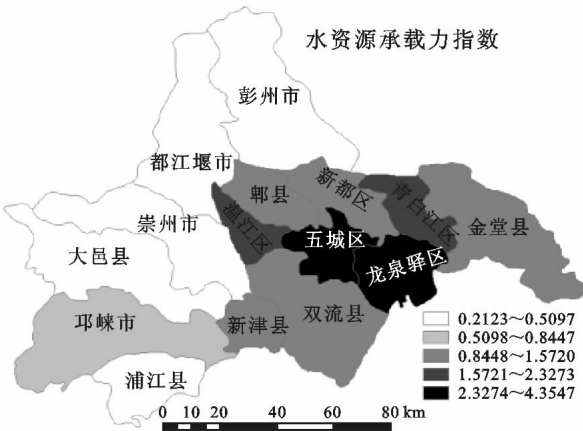 水资源承载力指数
彭州市
都江堰市
郫县
新都区
青白江区
崇州市
温江区
五城区
金堂县
大邑县
龙泉驿区
邛崃市
新津县
双流县
浦江县
0.2123～0.5097
0.5098～0.8447
0.8448～1.5720
1.5721～2.3273
2.3274～4.3547
0 10 20 40 60 80 km